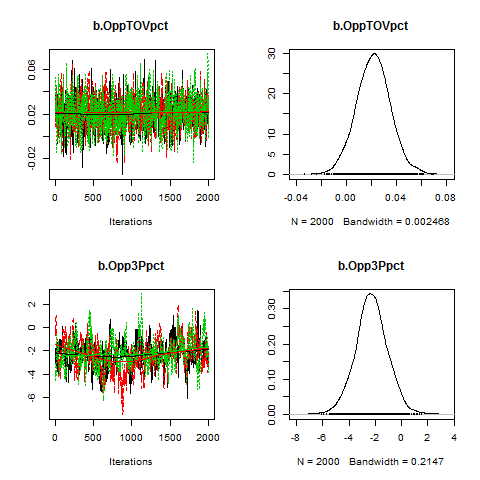 b.OppTOVpct
-0.02 0.02 0.06
0 500 1000 1500 2000
Iterations
b.OppTOVpct
0 5 10 20 30
-0.04 0.00 0.04 0.08
N = 2000 Bandwidth = 0.002468
b.Opp3Ppct
-6 -4 -2 0 2
0 500 1000 1500 2000
Iterations
b.Opp3Ppct
0.00 0.10 0.20 0.30
-8 -6 -4 -2 0 2 4
N = 2000 Bandwidth = 0.2147